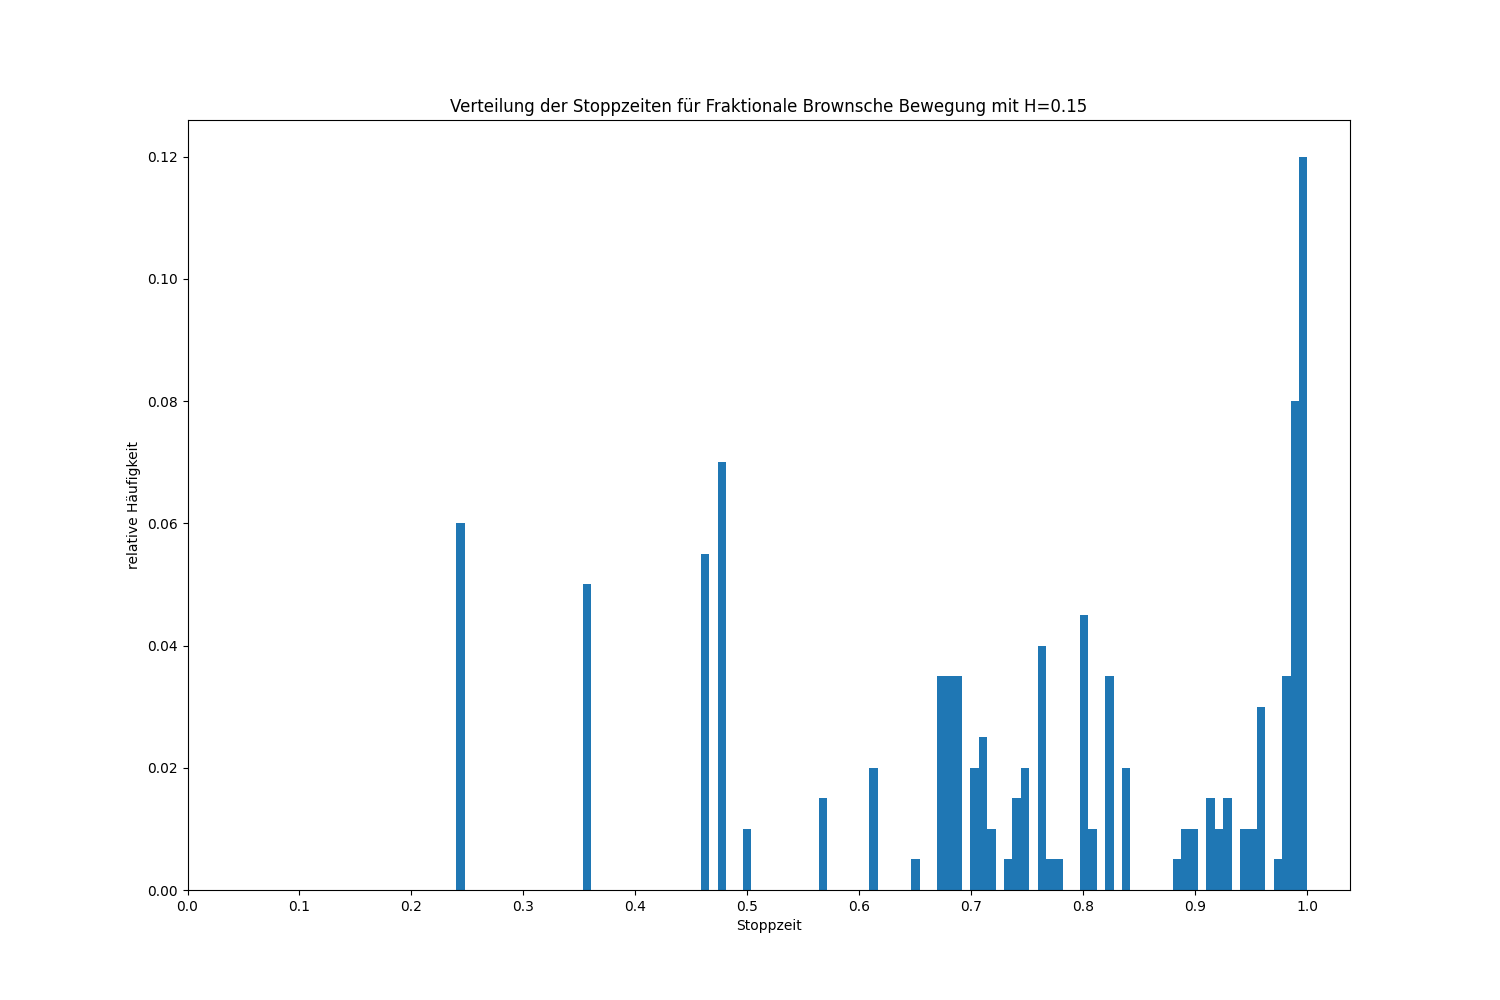 Verteilung der Stoppzeiten für Fraktionale Brownsche Bewegung mit H=0.15
relative Häufigkeit
0.12
0.10
0.08
0.06
0.04
0.02
0.00
0.0 0.1 0.2 0.3 0.4 0.5 0.6 0.7 0.8 0.9 1.0
Stoppzeit